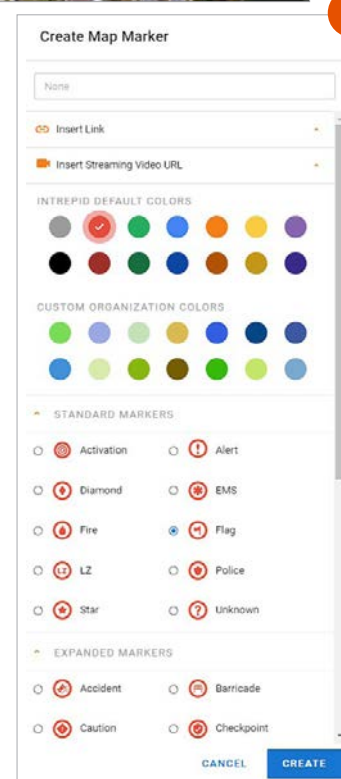 Create Map Marker
None
Insert Link
Insert Streaming Video URL
INTREPID DEFAULT COLORS
CUSTOM ORGANIZATION COLORS
STANDARD MARKERS
Activation Alert
Diamond EMS
Fire Flag
LZ LZ Police
Star ? Unknown
EXPANDED MARKERS
Accident Barricade
Caution Checkpoint
CANCEL CREATE